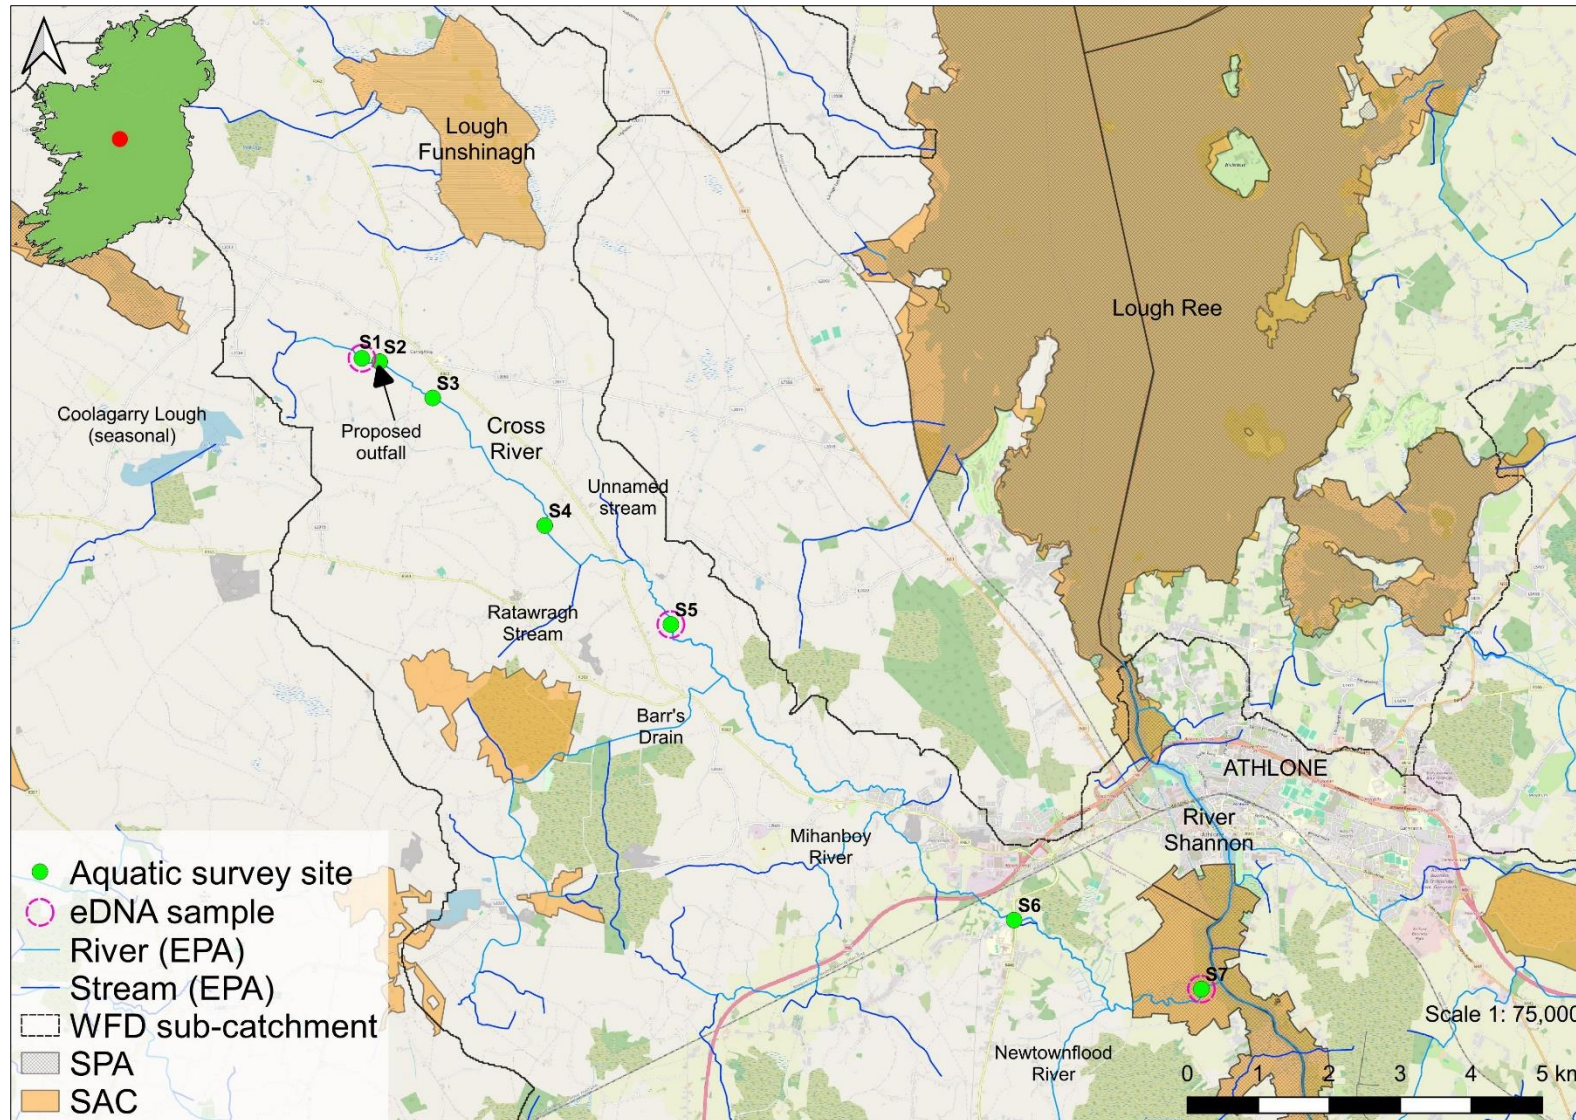 Lough
Funshinagh
Lough Ree
S1
S2
S3
Proposed
outfall
Coolagarry Lough
(seasonal)
Cross
River
Unnamed
stream
S4
Ratawragh
Stream
S5
Barr's
Drain
ATHLONE
River
Shannon
Mihanboy
River
S6
S7
Newtownflood
River
Aquatic survey site
eDNA sample
River (EPA)
Stream (EPA)
WFD sub-catchment
SPA
SAC
Scale 1: 75,000
0 1 2 3 4 5 km